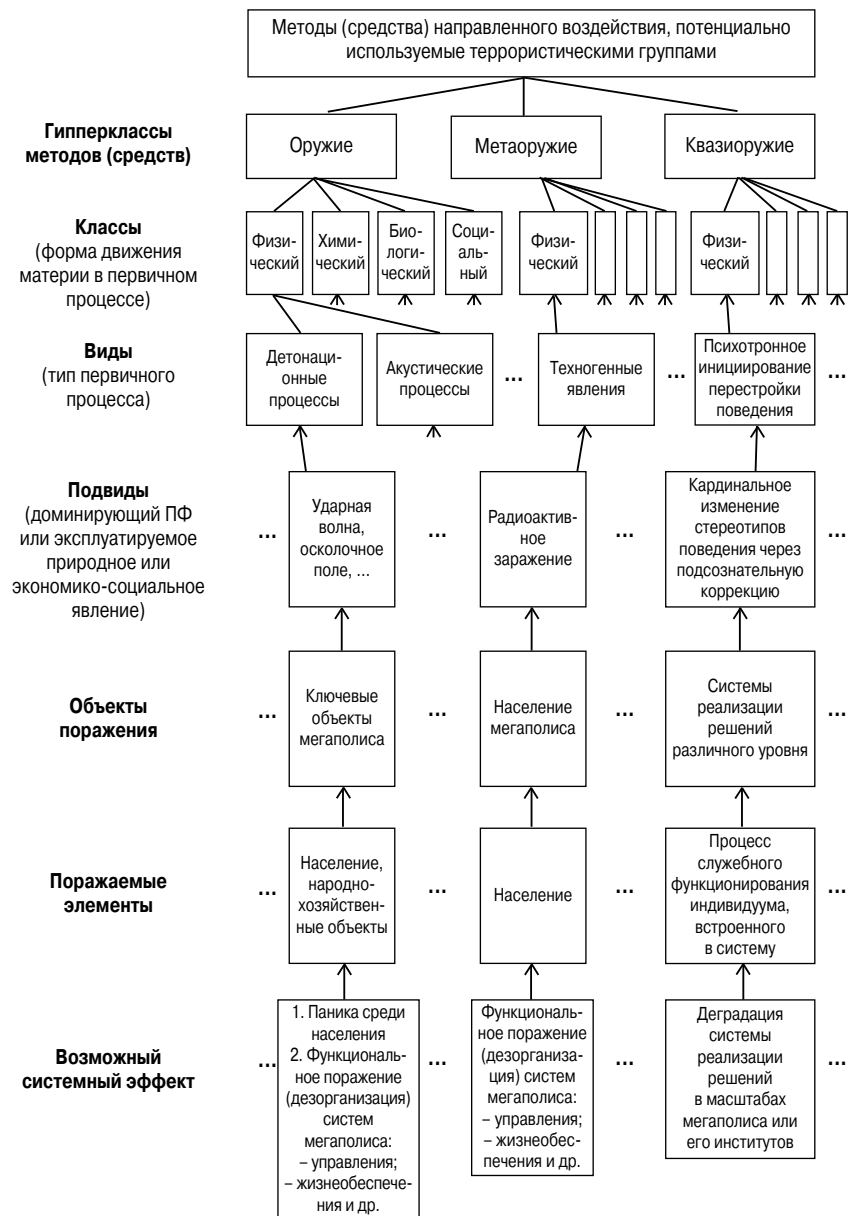 Методы (средства) направленного воздействия, потенциально
используемые террористическими группами
Гипперклассы
методов (средств)
Оружие
Метаоружие
Квазиоружие
Классы
(форма движения
материи в первичном
процессе)
Физи-
ческий
Хими-
ческий
Био-
логи-
ческий
Соци-
аль-
ный
Физи-
ческий
Физи-
ческий
Виды
(тип первичного
процесса)
Детонаци-
онные
процессы
Акустические
процессы
...
Техногенные
явления
...
Психотронное
инициирование
перестройки
поведения
...
Подвиды
(доминирующий ПФ
или эксплуатируемое
природное или
экономико-социальное
явление)
...
Ударная
волна,
осколочное
поле, ...
...
Радиоактив-
ное
заражение
...
Кардинальное
изменение
стереотипов
поведения через
подсознательную
коррекцию
...
Объекты
поражения
...
Ключевые
объекты
мегаполиса
...
Население
мегаполиса
...
Системы
реализации
решений
различного уровня
...
Поражаемые
элементы
...
Население,
народно-
хозяйствен-
ные объекты
...
Население
...
Процесс
служебного
функционирования
индивидуума,
встроенного
в систему
...
Возможный
системный эффект
...
1. Паника среди
населения
2. Функциональ-
ное поражение
(дезорганизация)
систем
мегаполиса:
– управления;
– жизнеобеспече-
ния и др.
...
Функциональ-
ное поражение
(дезорганиза-
ция) систем
мегаполиса:
– управления;
– жизнеобес-
печения и др.
...
Деградация
системы
реализации
решений
в масштабах
мегаполиса или
его институтов
...